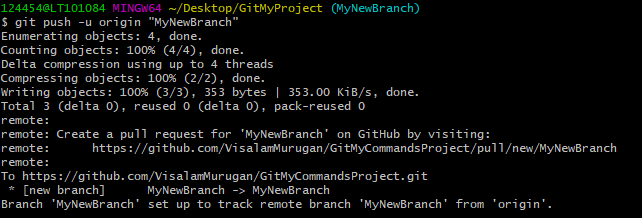 124454@LT101084 MINGW64 ~/Desktop/GitMyProject (MyNewBranch)
$ git push -u origin "MyNewBranch"
Enumerating objects: 4, done.
Counting objects: 100% (4/4), done.
Delta compression using up to 4 threads
Compressing objects: 100% (2/2), done.
Writing objects: 100% (3/3), 353 bytes | 353.00 KiB/s, done.
Total 3 (delta 0), reused 0 (delta 0), pack-reused 0
remote:
remote: Create a pull request for 'MyNewBranch' on GitHub by visiting:
remote:      https://github.com/VisalamMurugan/GitMyCommandsProject/pull/new/MyNewBranch
remote:
To https://github.com/VisalamMurugan/GitMyCommandsProject.git
 * [new branch]      MyNewBranch -> MyNewBranch
Branch 'MyNewBranch' set up to track remote branch 'MyNewBranch' from 'origin'.